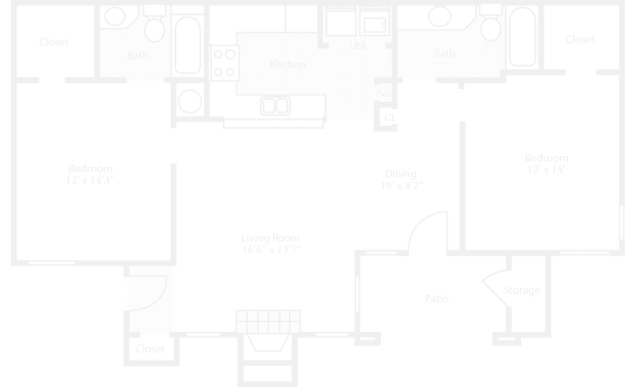 Closet
Bath
Kitchen
Util.
Bath
Closet
CL
Bedroom
12' x 14'3"
Dining
10' x 8'2"
Bedroom
12' x 14'
Living Room
16'6" x 13'7"
Patio
Storage
Closet